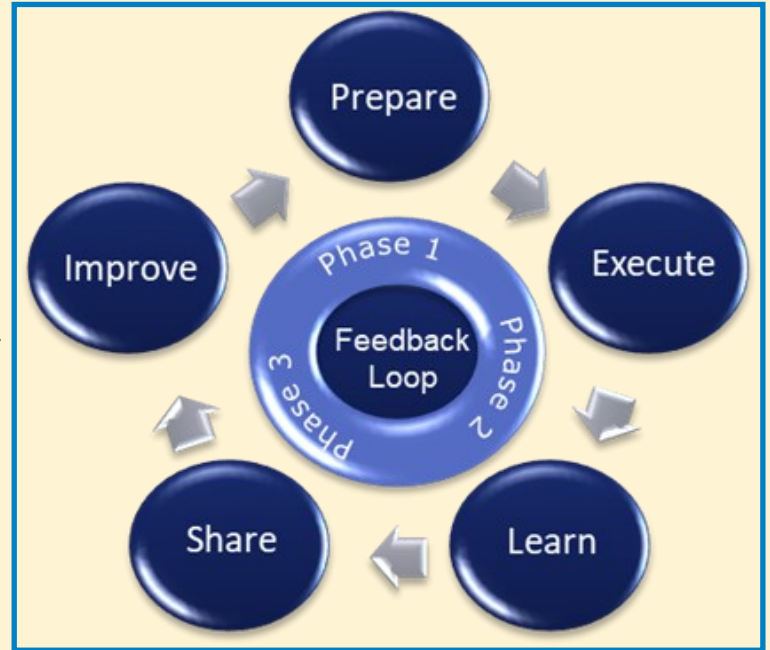 Prepare
Execute
Learn
Share
Improve
Phase 1
Phase 2
Phase 3
Feedback
Loop